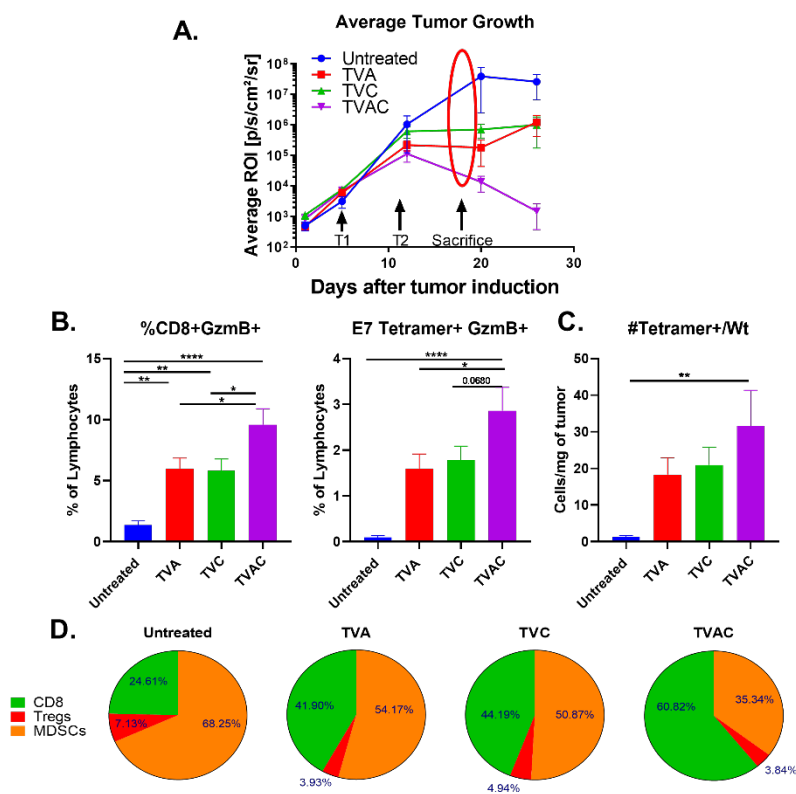 Average Tumor Growth
A.
Untreated
TVA
TVC
TVAC
Average ROI [p/s/cm²/sr]
10⁸
10⁷
10⁶
10⁵
10⁴
10³
10²
T1
T2
Sacrifice
0
10
20
30
Days after tumor induction
B.
%CD8+GzmB+
% of Lymphocytes
15
10
5
0
****
**
**
*
*
Untreated
TVA
TVC
TVAC
E7 Tetramer+ GzmB+
% of Lymphocytes
4
3
2
1
0
****
*
0.0680
Untreated
TVA
TVC
TVAC
C.
#Tetramer+/Wt
Cells/mg of tumor
50
40
30
20
10
0
**
Untreated
TVA
TVC
TVAC
D.
CD8
Tregs
MDSCs
Untreated
24.61%
7.13%
68.25%
TVA
41.90%
54.17%
3.93%
TVC
44.19%
50.87%
4.94%
TVAC
60.82%
35.34%
3.84%